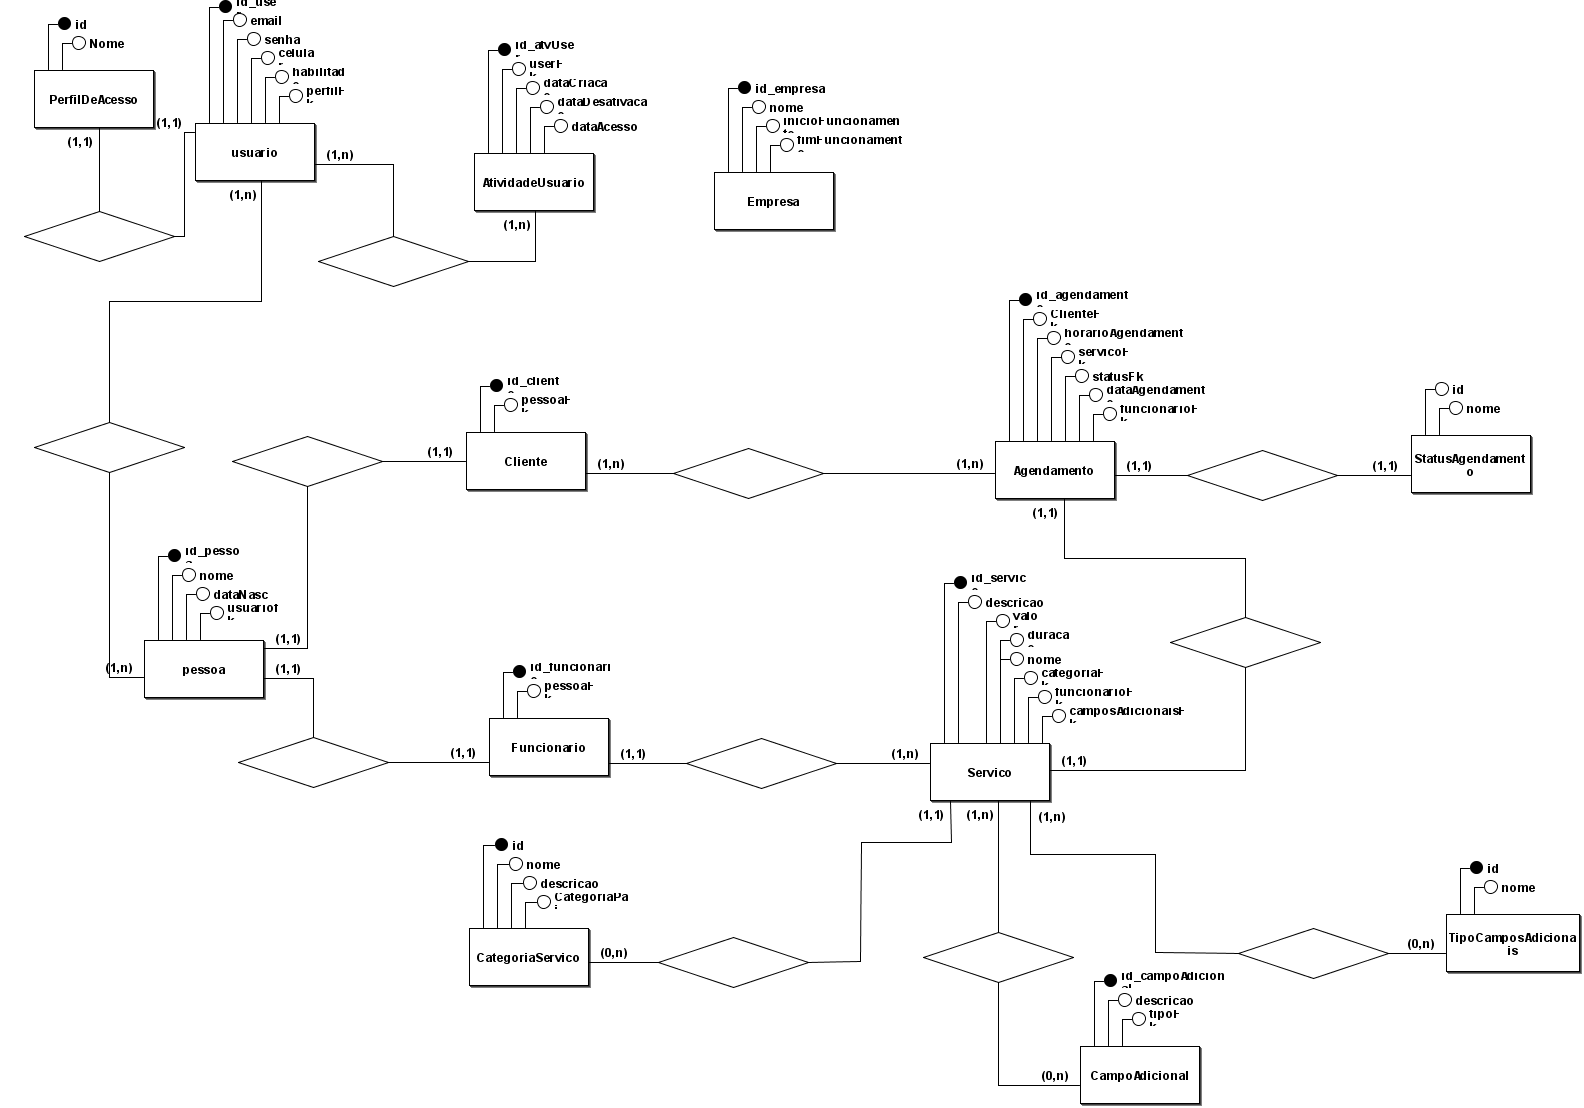 id
Nome
PerfilDeAcesso
(1,1)
(1,1)
id_use
email
senha
celula
r
habilitad
o
perfilF
k
usuario
(1,n)
(1,n)
id_atvUse
r
userF
k
dataCriaca
o
dataDesativaca
o
dataAcesso
AtividadeUsuario
(1,n)
id_empresa
nome
inicioFuncionamen
to
fimFuncionament
o
Empresa
id_agendament
o
ClienteF
k
horarioAgendament
o
servicoF
k
statusFk
dataAgendament
o
funcionarioF
k
Agendamento
(1,n)
(1,1)
(1,1)
id
nome
StatusAgendament
o
(1,1)
id_client
e
pessoaF
k
Cliente
(1,1)
(1,n)
id_pesso
a
nome
dataNasc
usuariof
k
pessoa
(1,n)
(1,1)
(1,1)
id_funcionari
o
pessoaF
k
Funcionario
(1,1)
(1,1)
id_servic
o
descricao
valo
r
duraca
o
nome
categoriaF
k
funcionarioF
k
camposAdicionaisF
k
Servico
(1,n)
(1,1)
(1,1)
(1,n)
(1,n)
id
nome
descricao
CategoriaPa
i
CategoriaServico
(0,n)
id
nome
TipoCamposAdiciona
is
(0,n)
id_campoAdicion
al
descricao
tipoF
k
CampoAdicional
(0,n)